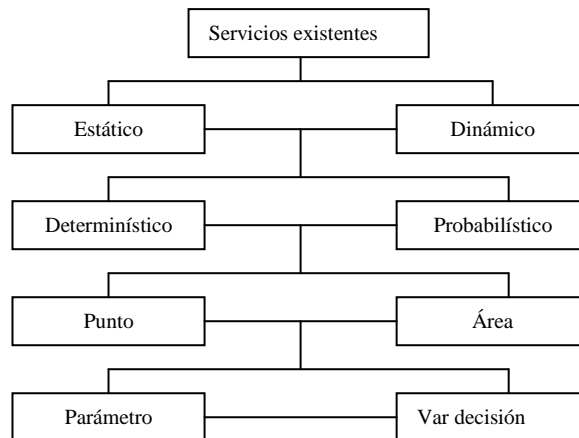 Servicios existentes
Estático
Dinámico
Determinístico
Probabilístico
Punto
Área
Parámetro
Var decisión